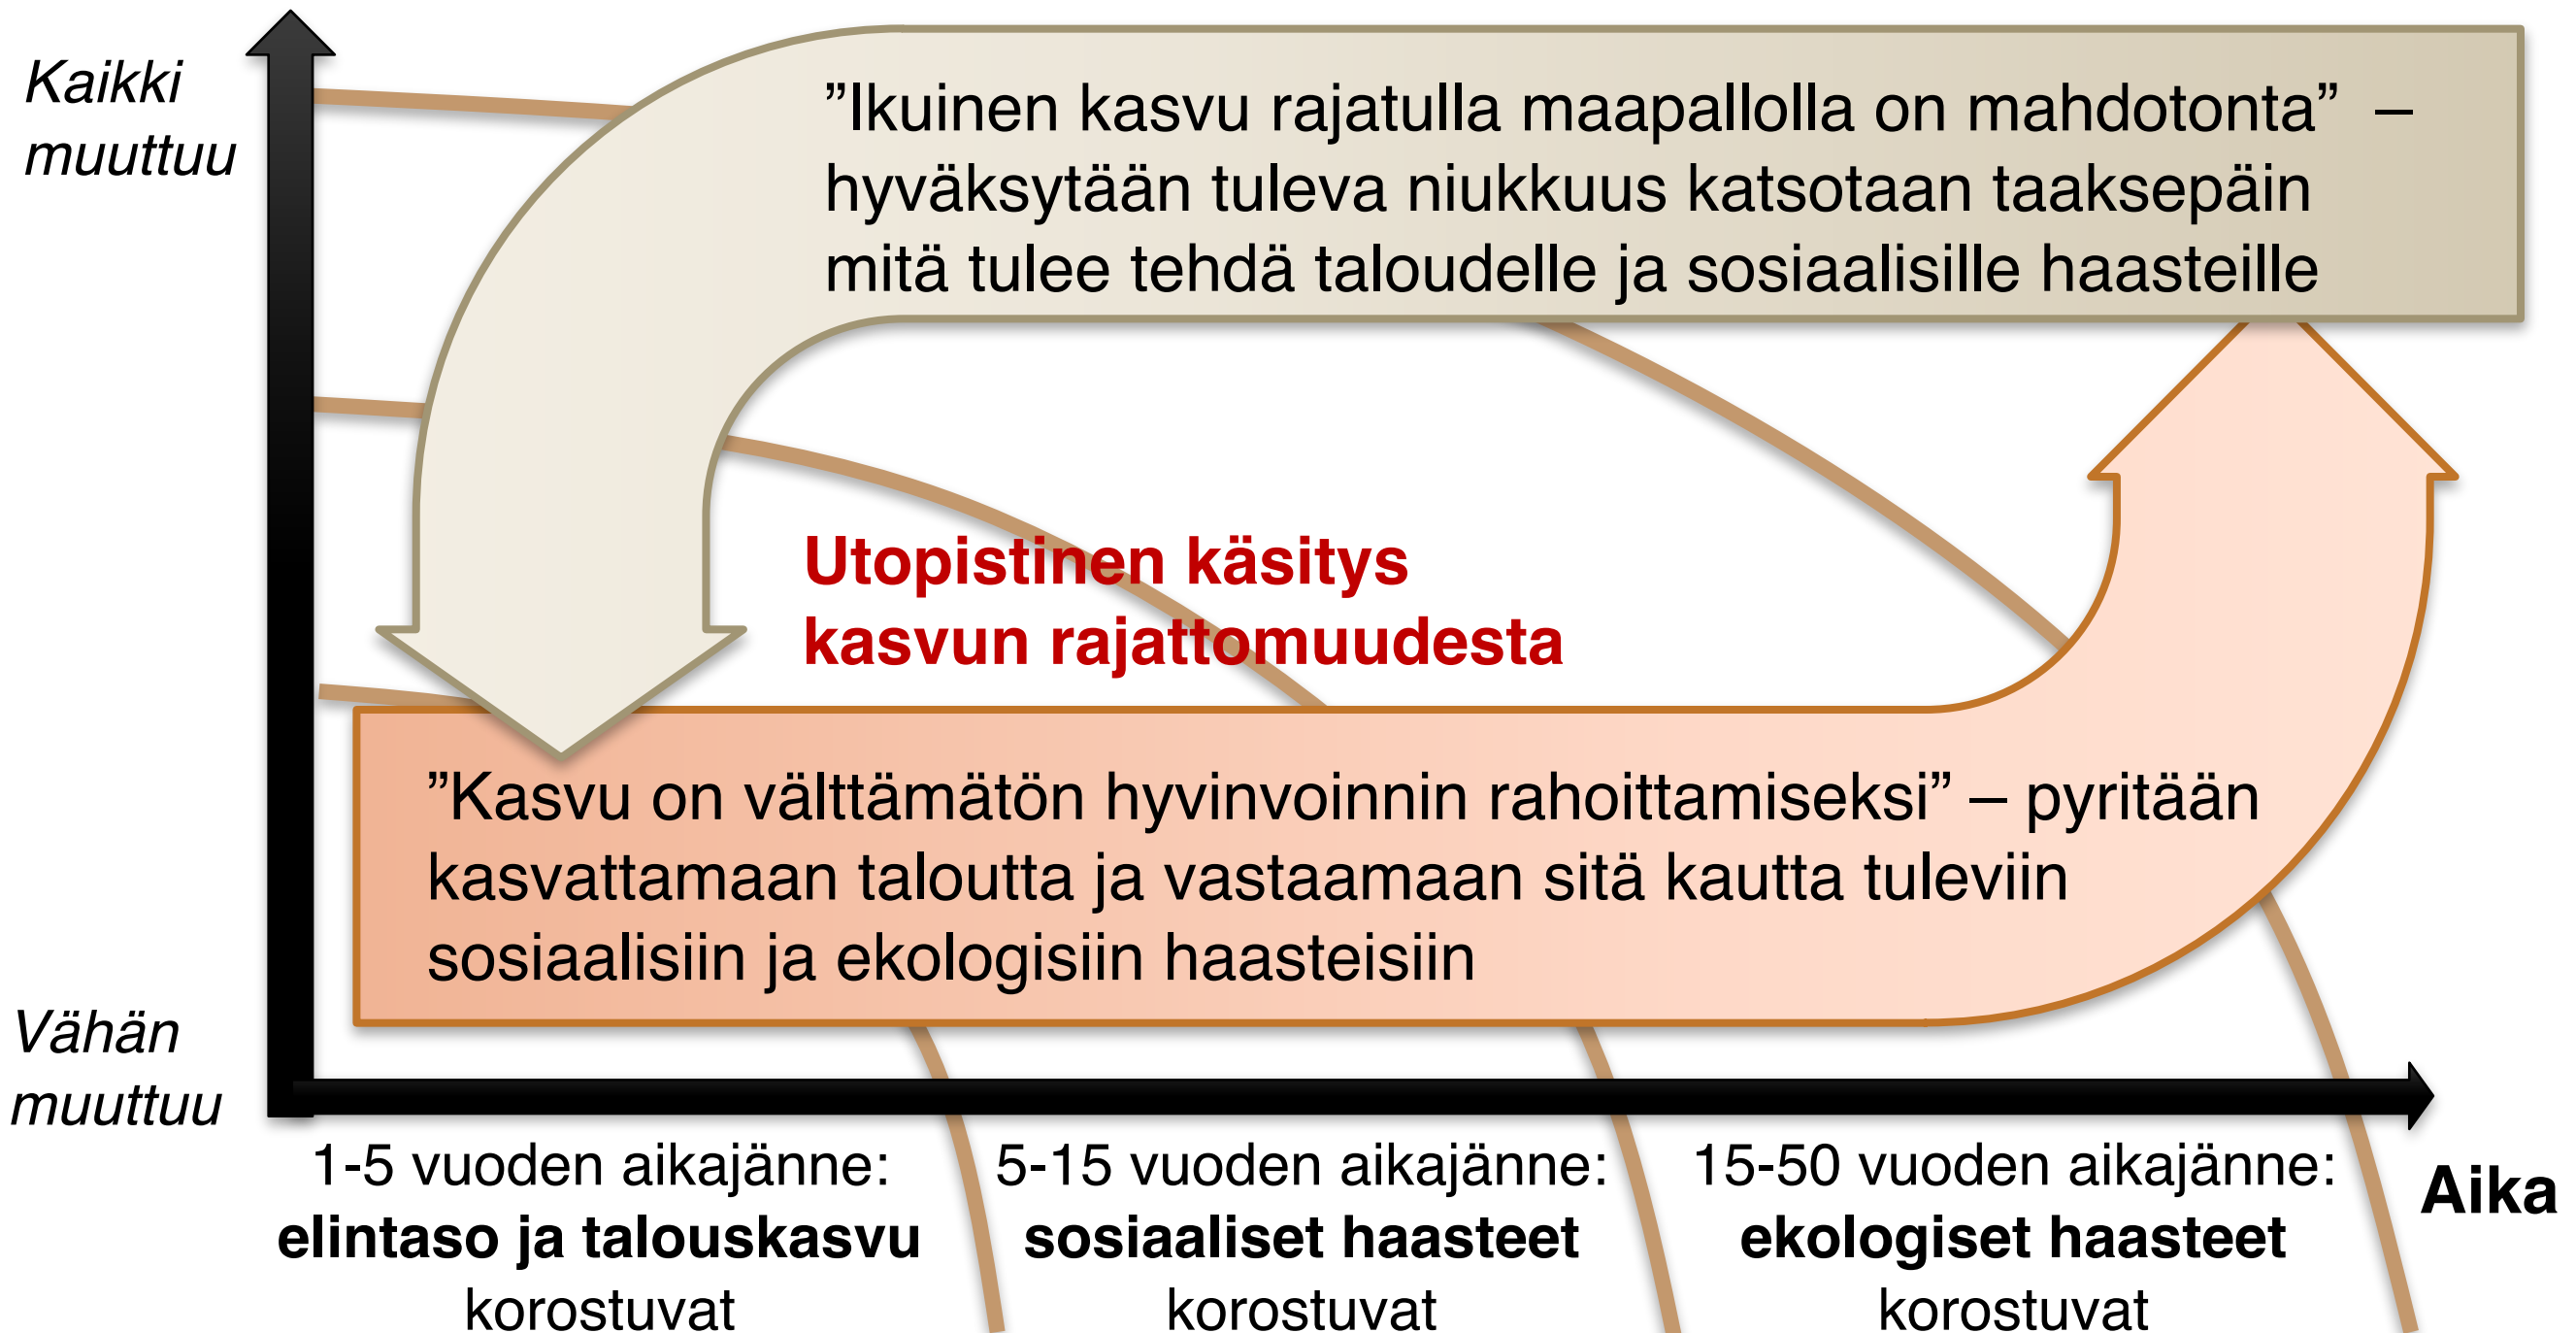 Kaikki
muuttuu
”Ikuinen kasvu rajatulla maapallolla on mahdotonta” –
hyväksytään tuleva niukkuus katsotaan taaksepäin
mitä tulee tehdä taloudelle ja sosiaalisille haasteille
Utopistinen käsitys
kasvun rajattomuudesta
”Kasvu on välttämätön hyvinvoinnin rahoittamiseksi” – pyritään
kasvattamaan taloutta ja vastaamaan sitä kautta tuleviin
sosiaalisiin ja ekologisiin haasteisiin
Vähän
muuttuu
1-5 vuoden aikajänne:
elintaso ja talouskasvu
korostuvat
5-15 vuoden aikajänne:
sosiaaliset haasteet
korostuvat
15-50 vuoden aikajänne:
ekologiset haasteet
korostuvat
Aika